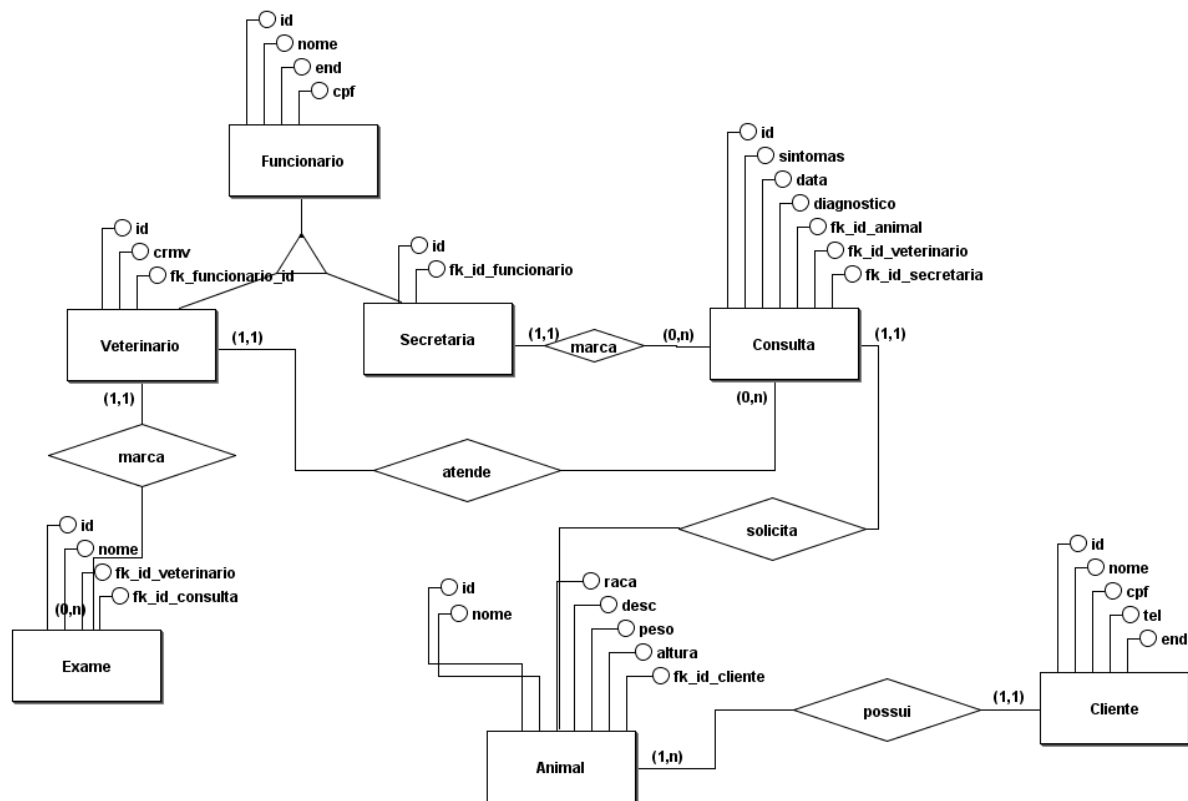 id
nome
end
cpf
Funcionario
id
crmv
fk_funcionario_id
Veterinario
id
fk_id_funcionario
Secretaria
(1,1)
marca
(0,n)
id
sintomas
data
diagnostico
fk_id_animal
fk_id_veterinario
fk_id_secretaria
Consulta
(1,1)
(1,1)
(1,1)
(0,n)
marca
atende
solicita
id
nome
fk_id_veterinario
fk_id_consulta
(0,n)
Exame
id
nome
raca
desc
peso
altura
fk_id_cliente
Animal
(1,n)
possui
(1,1)
id
nome
cpf
tel
end
Cliente